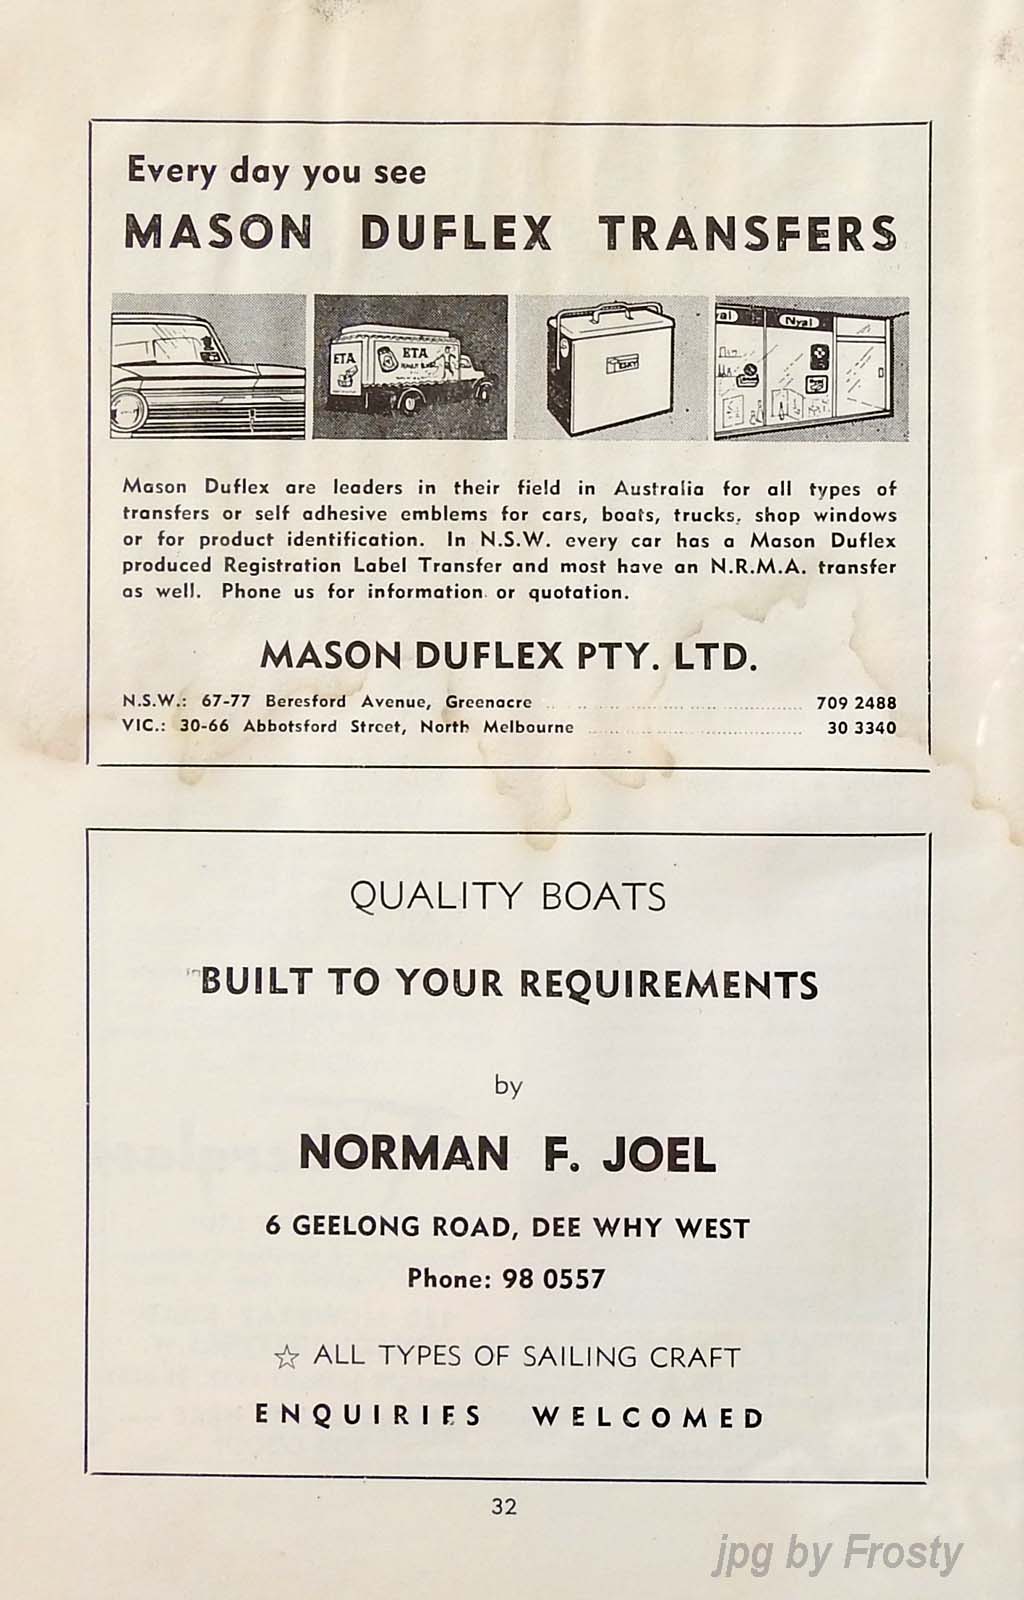 Every day you see
MASON DUFLEX TRANSFERS
ETA
ETA
ESKY
yal
Nyal
Mason Duflex are leaders in their field in Australia for all types of
transfers or self adhesive emblems for cars, boats, trucks, shop windows
or for product identification. In N.S.W. every car has a Mason Duflex
produced Registration Label Transfer and most have an N.R.M.A. transfer
as well. Phone us for information or quotation.
MASON DUFLEX PTY. LTD.
N.S.W.: 67-77 Beresford Avenue, Greenacre 709 2488
VIC.: 30-66 Abbotsford Street, North Melbourne 30 3340
QUALITY BOATS
BUILT TO YOUR REQUIREMENTS
by
NORMAN F. JOEL
6 GEELONG ROAD, DEE WHY WEST
Phone: 98 0557
☆ ALL TYPES OF SAILING CRAFT
ENQUIRIES WELCOMED
32
jpg by Frosty